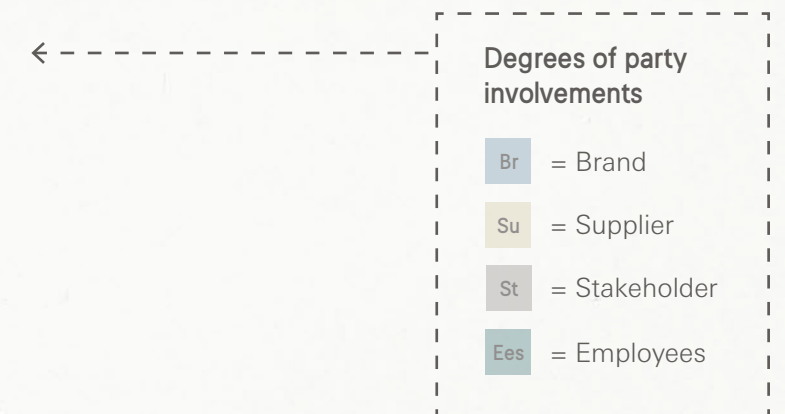 Degrees of party
involvements
Br = Brand
Su = Supplier
St = Stakeholder
Ees = Employees